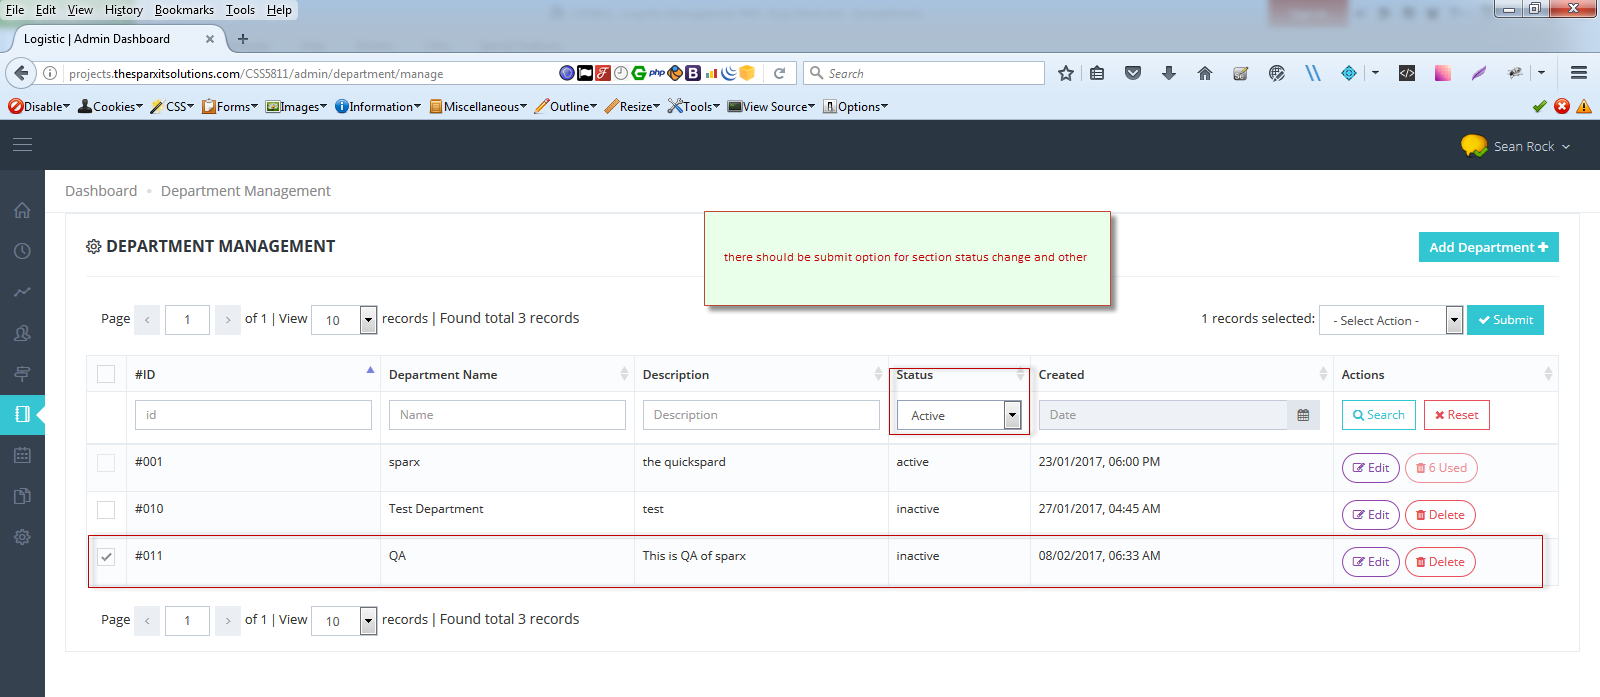 File Edit View History Bookmarks Tools Help
Logistic | Admin Dashboard
projects.thesparxitsolutions.com/CSS5811/admin/department/manage
php
B
Search
Disable Cookies CSS Forms Images Information Miscellaneous Outline Resize Tools View Source Options
Sean Rock
Dashboard Department Management
DEPARTMENT MANAGEMENT
there should be submit option for section status change and other
Add Department
Page 1 of 1 | View 10 records | Found total 3 records
1 records selected: - Select Action - Submit
#ID Department Name Description Status Created Actions
id Name Description Active Date Search Reset
#001 sparx the quickspard active 23/01/2017, 06:00 PM Edit 6 Used
#010 Test Department test inactive 27/01/2017, 04:45 AM Edit Delete
#011 QA This is QA of sparx inactive 08/02/2017, 06:33 AM Edit Delete
Page 1 of 1 | View 10 records | Found total 3 records